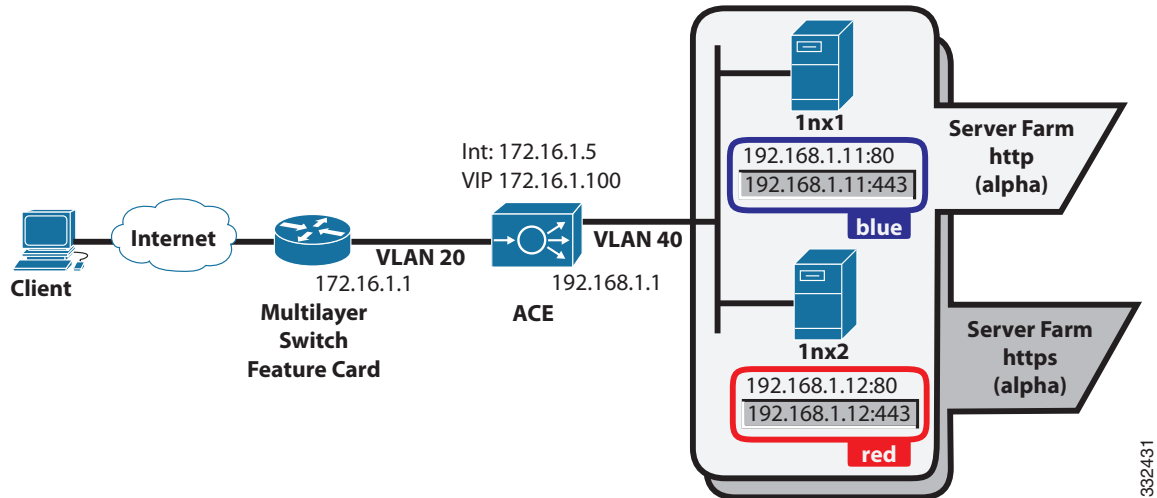 Client
Internet
Multilayer
Switch
Feature Card
172.16.1.1
VLAN 20
Int: 172.16.1.5
VIP 172.16.1.100
ACE
192.168.1.1
VLAN 40
1nx1
192.168.1.11:80
192.168.1.11:443
blue
1nx2
192.168.1.12:80
192.168.1.12:443
red
Server Farm
http
(alpha)
Server Farm
https
(alpha)
332431